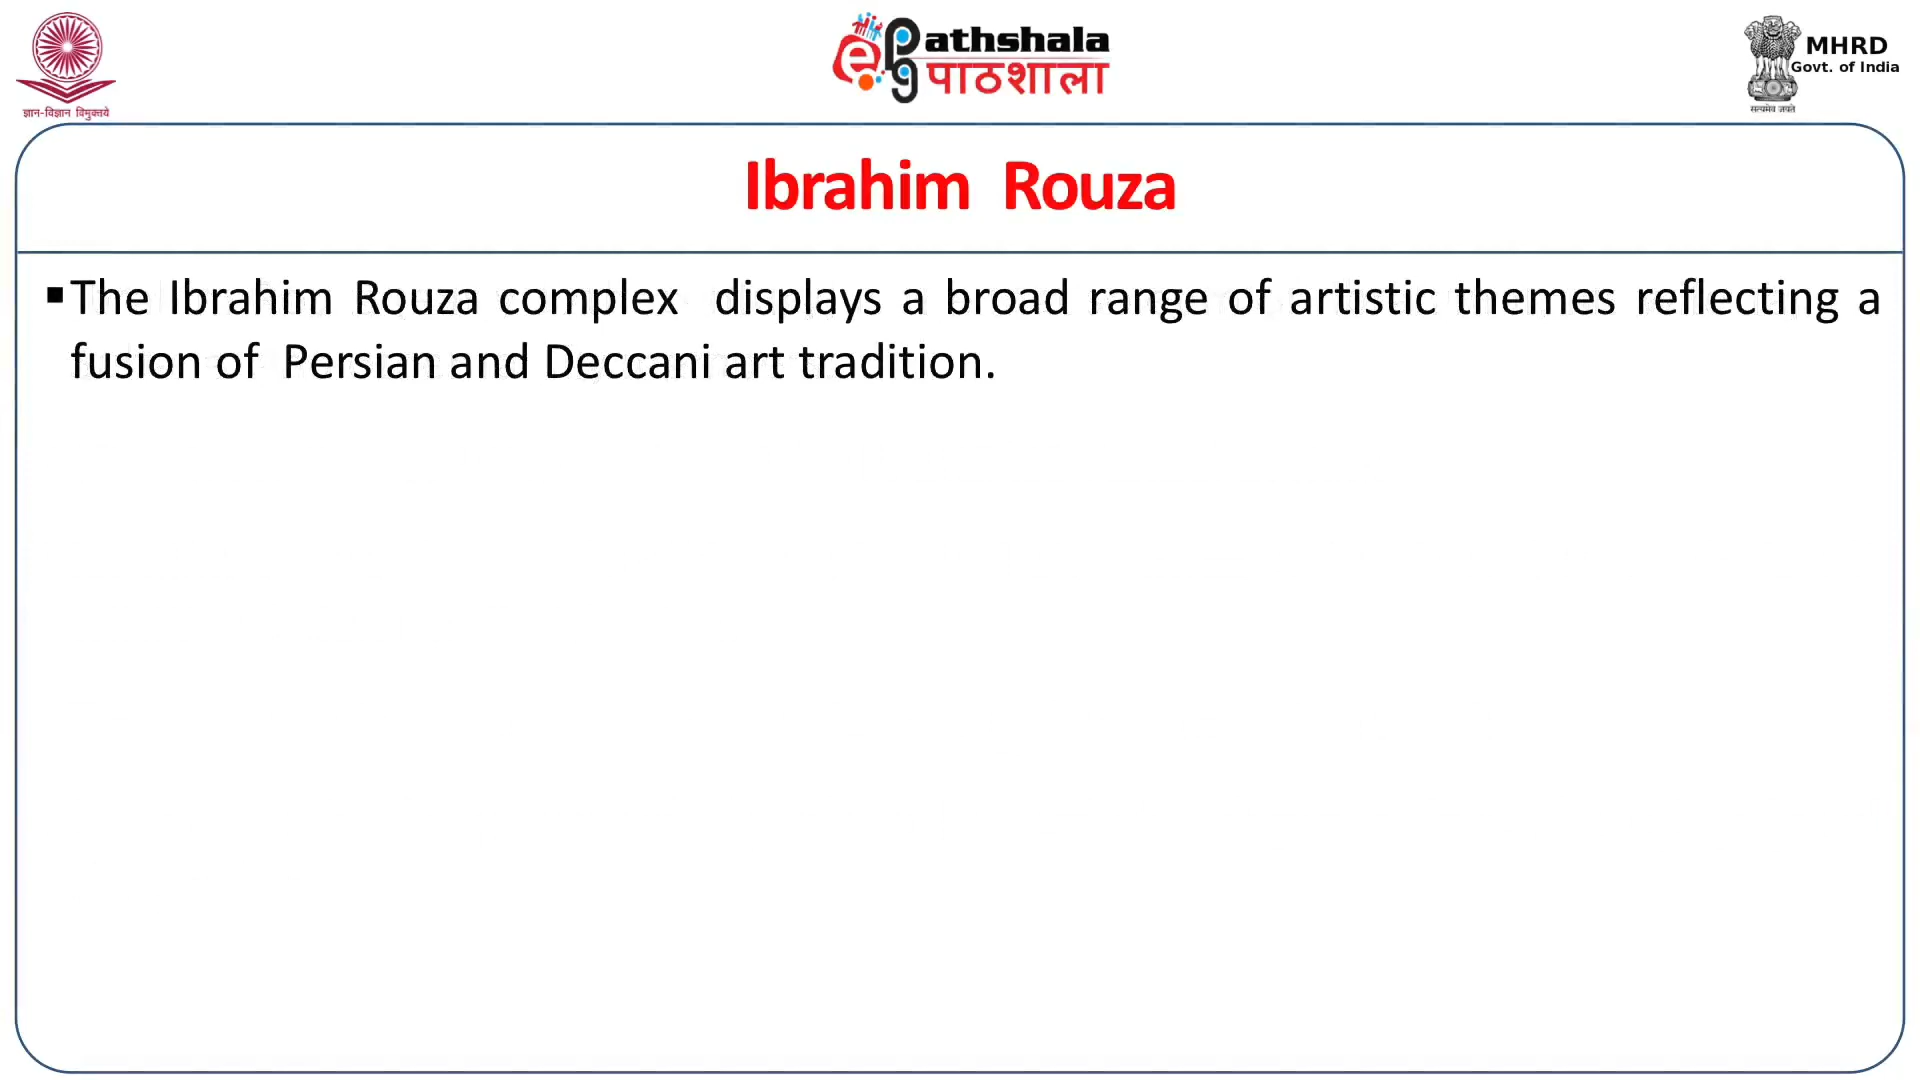 ज्ञान-विज्ञान विमुक्तये
e Pathshala
पाठशाला
MHRD
Govt. of India
सत्यमेव जयते
Ibrahim Rouza
▪The Ibrahim Rouza complex displays a broad range of artistic themes reflecting a
fusion of Persian and Deccani art tradition.